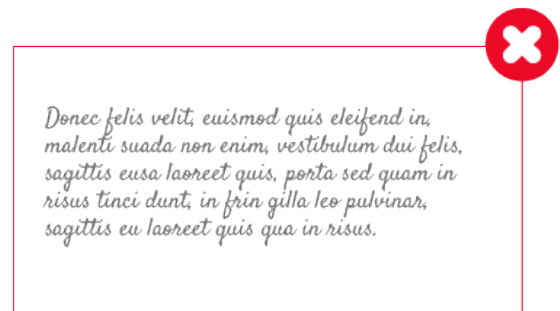 Donec felis velit, euismod quis eleifend in,
malenti suada non enim, vestibulum dui felis,
sagittis eusa laoreet quis, porta sed quam in
risus tinci dunt, in frin gilla leo pulvinar,
sagittis eu laoreet quis qua in risus.